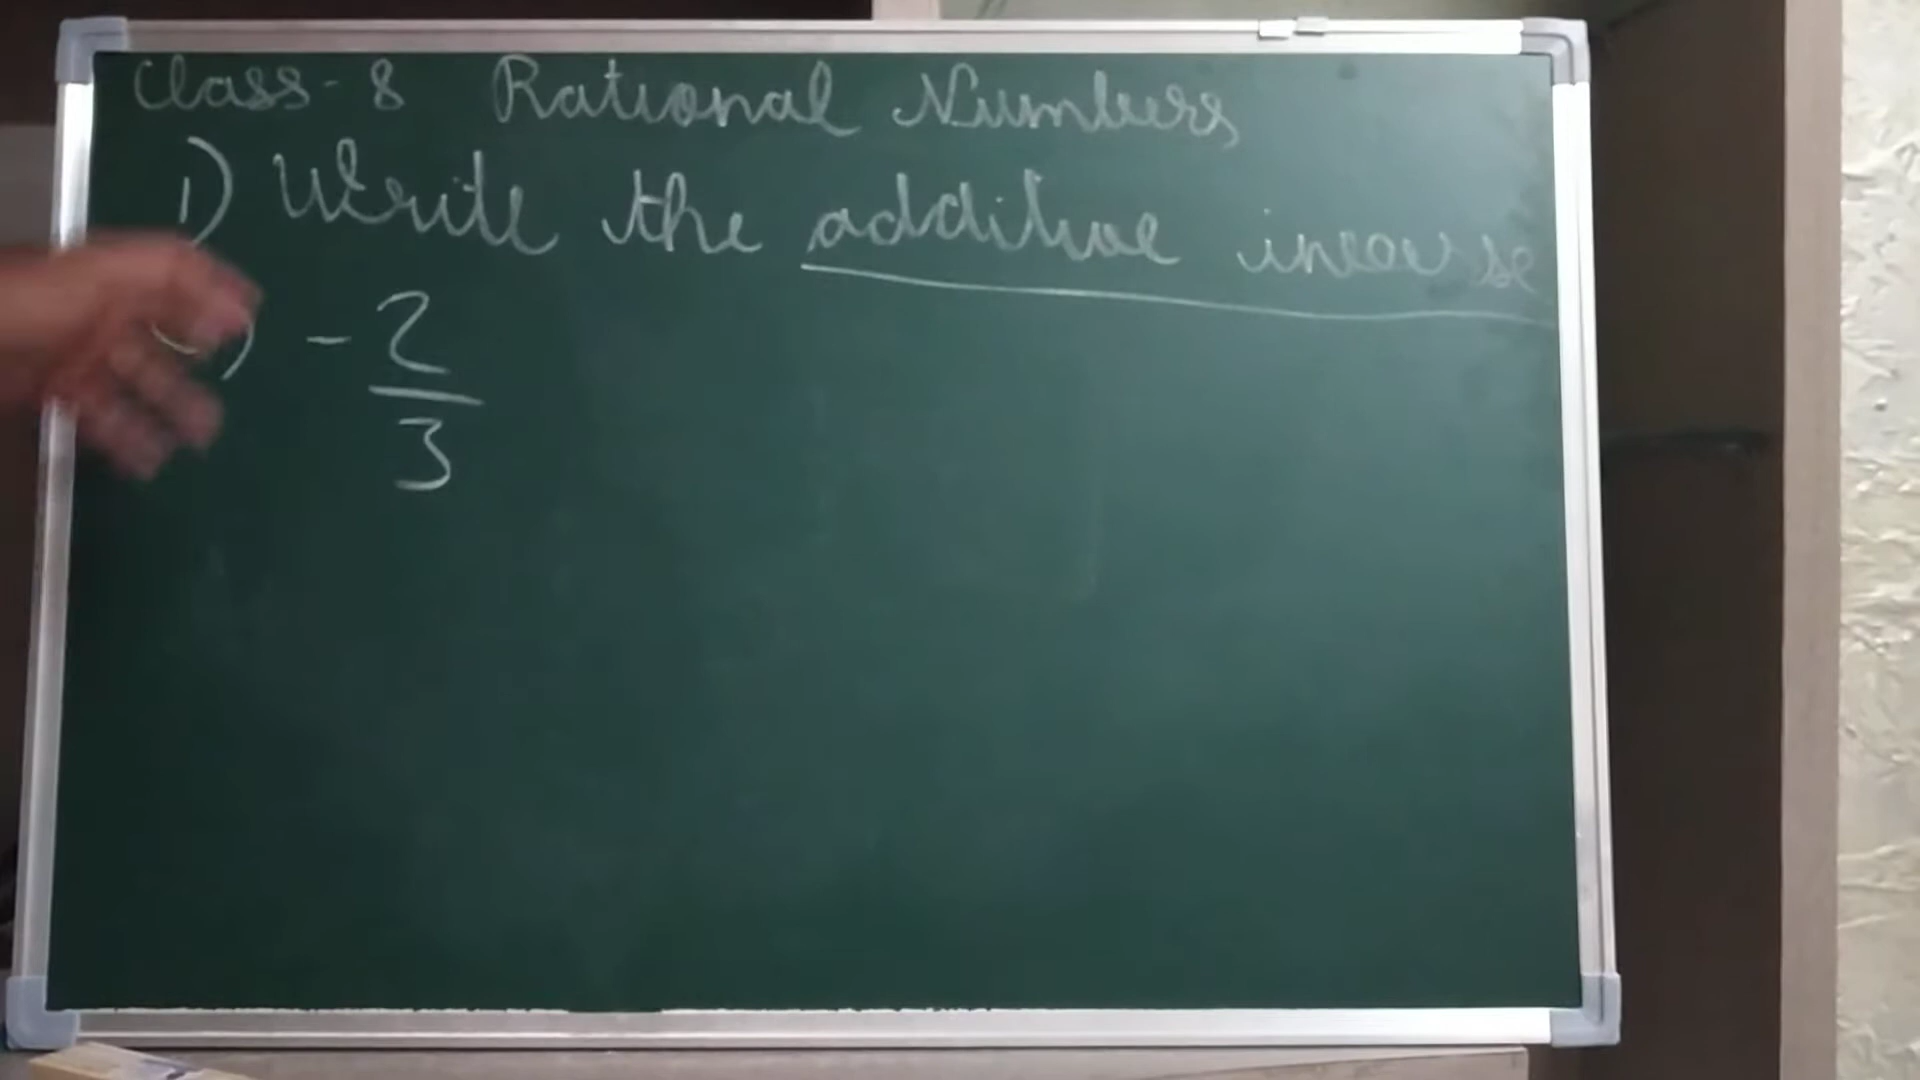 Class-8 Rational Numbers
1) Write the additive inverse
) -2/3